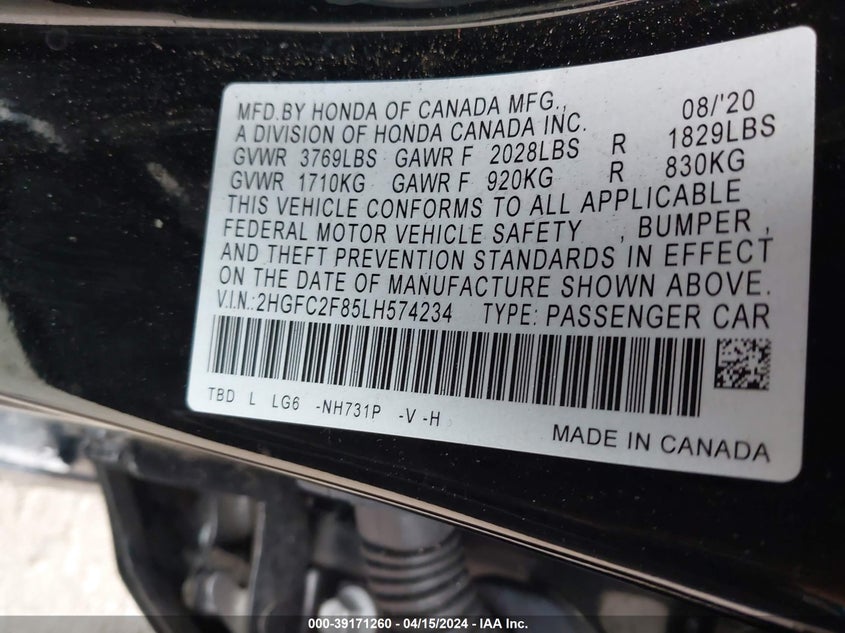 MFD.BY HONDA OF CANADA MFG., 08/'20
A DIVISION OF HONDA CANADA INC.
GVWR 3769LBS GAWR F 2028LBS R 1829LBS
GVWR 1710KG GAWR F 920KG R 830KG
THIS VEHICLE CONFORMS TO ALL APPLICABLE
FEDERAL MOTOR VEHICLE SAFETY , BUMPER ,
AND THEFT PREVENTION STANDARDS IN EFFECT
ON THE DATE OF MANUFACTURE SHOWN ABOVE.
V.I.N.:2HGFC2F85LH574234 TYPE: PASSENGER CAR
TBD L LG6 -NH731P -V -H
MADE IN CANADA
000-39171260 - 04/15/2024 - IAA Inc.